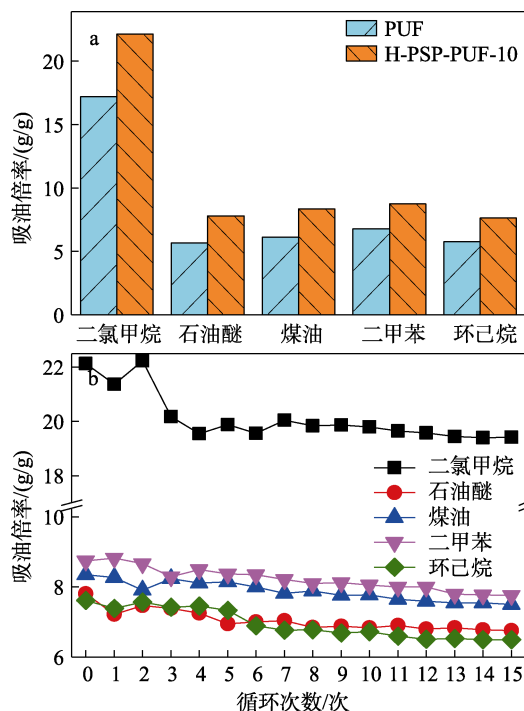 a
PUF
H-PSP-PUF-10
吸油倍率/(g/g)
20
15
10
5
0
二氯甲烷 石油醚 煤油 二甲苯 环己烷
b
吸油倍率/(g/g)
22
20
18
10
8
6
二氯甲烷
石油醚
煤油
二甲苯
环己烷
0 1 2 3 4 5 6 7 8 9 10 11 12 13 14 15
循环次数/次